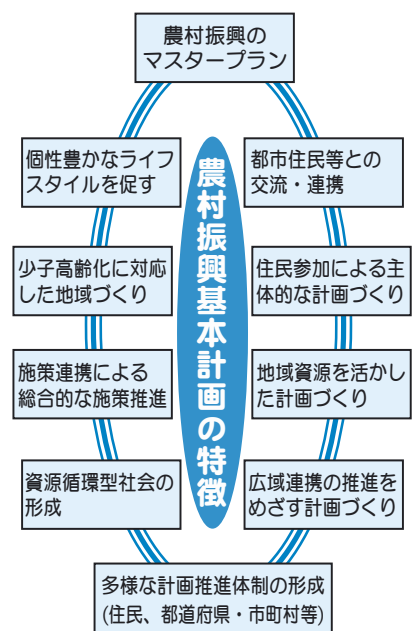 農村振興の
マスタープラン
個性豊かなライフ
スタイルを促す
都市住民等との
交流・連携
少子高齢化に対応
した地域づくり
住民参加による主
体的な計画づくり
施策連携による
総合的な施策推進
地域資源を活かし
た計画づくり
資源循環型社会の
形成
広域連携の推進を
めざす計画づくり
多様な計画推進体制の形成
(住民、都道府県・市町村等)
農村振興基本計画の特徴